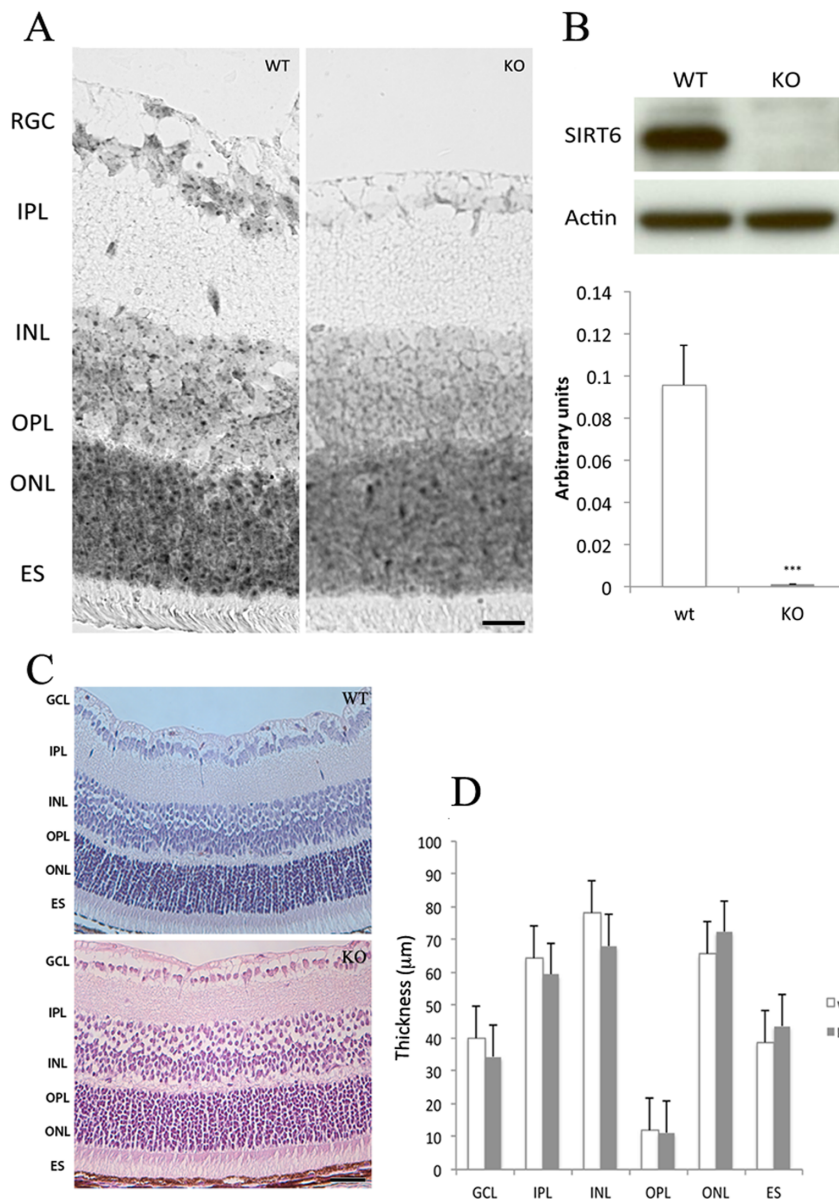 A
WT
KO
RGC
IPL
INL
OPL
ONL
ES
B
WT KO
SIRT6
Actin
0.14
0.12
0.1
0.08
0.06
0.04
0.02
0
Arbitrary units
***
wt KO
C
WT
GCL
IPL
INL
OPL
ONL
ES
KO
GCL
IPL
INL
OPL
ONL
ES
D
100
90
80
70
60
50
40
30
20
10
0
Thickness (µm)
GCL IPL INL OPL ONL ES